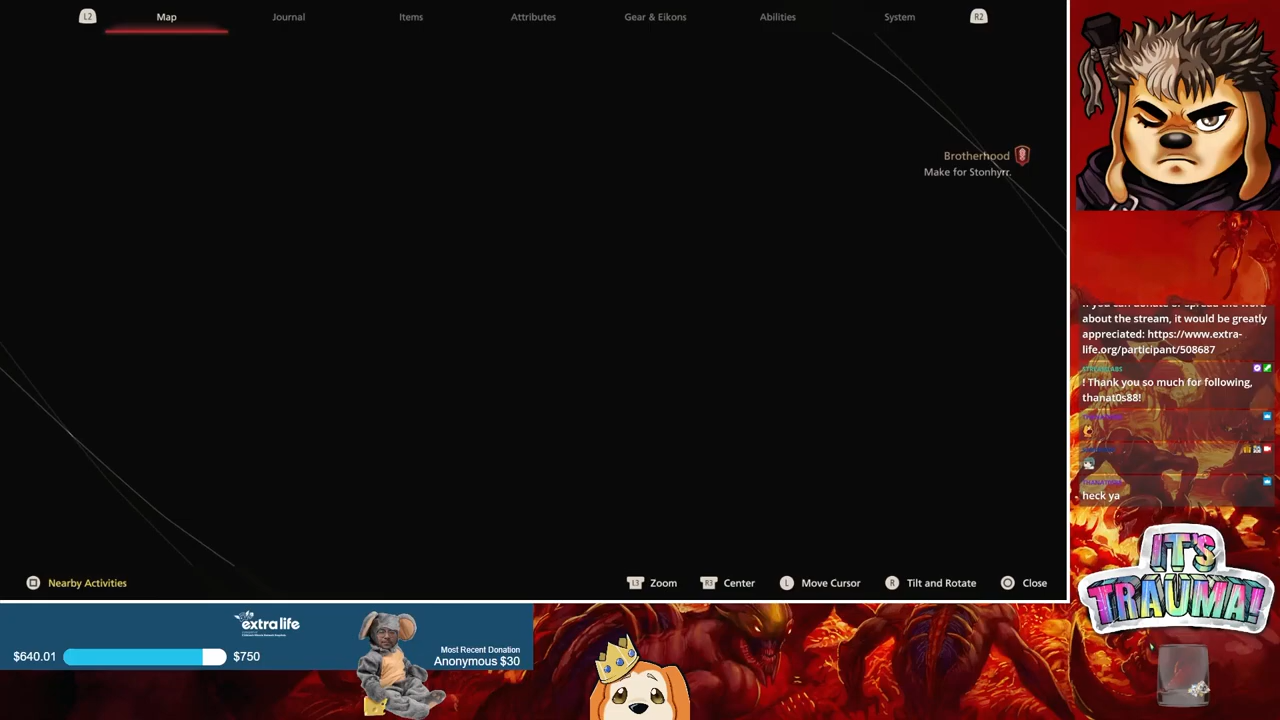 L2
Map
Journal
Items
Attributes
Gear & Eikons
Abilities
System
R2
Brotherhood
Make for Stonhyrr.
about the stream, it would be greatly
appreciated: https://www.extra-
life.org/participant/508687
! Thank you so much for following,
thanat0s88!
heck ya
IT'S
TRAUMA!
Nearby Activities
L3 Zoom
R3 Center
L Move Cursor
R Tilt and Rotate
Close
extralife
$640.01
$750
Most Recent Donation
Anonymous $30